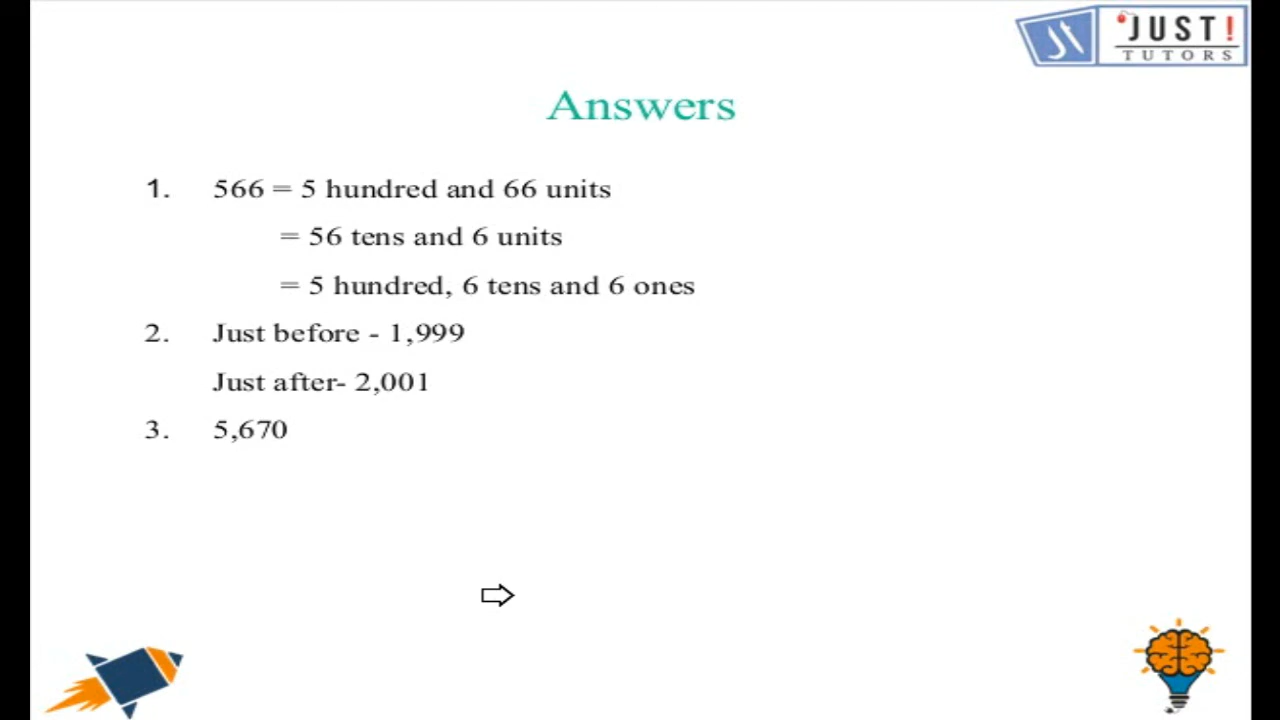 JUST!
TUTORS
Answers
1. 566 = 5 hundred and 66 units
= 56 tens and 6 units
= 5 hundred, 6 tens and 6 ones
2. Just before - 1,999
Just after- 2,001
3. 5,670